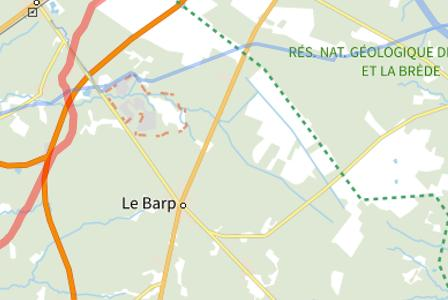 RÉS. NAT. GÉOLOGIQUE D
ET LA BRÈDE
Le Barp